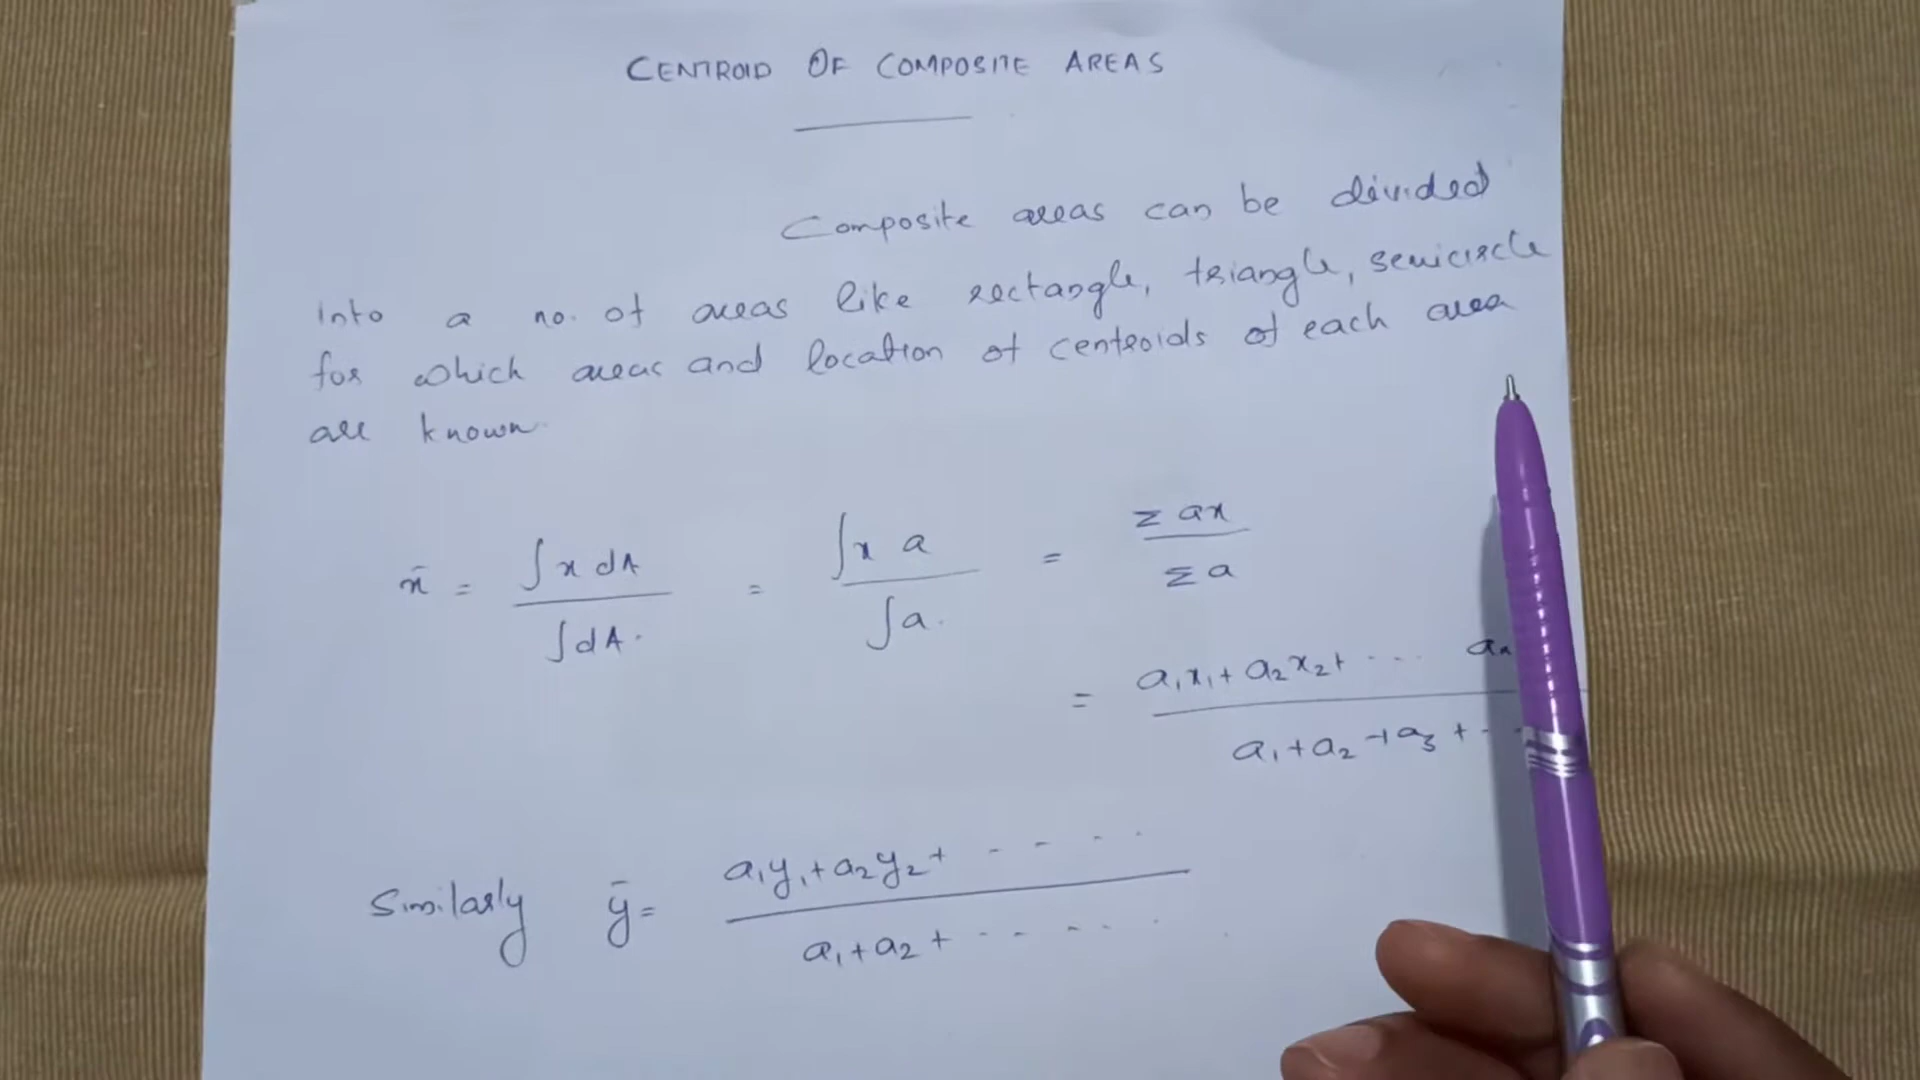 CENTROID OF COMPOSITE AREAS
Composite areas can be divided
into a no. of areas like rectangle, triangle, semicircle
for which areas and location of centroids of each area
are known.
x̄ = ∫x dA / ∫dA. = ∫x a / ∫a. = Σ ax / Σ a
= a₁x₁ + a₂x₂ + ... aₙ / a₁ + a₂ + a₃ + ..
Similarly ȳ = a₁y₁ + a₂y₂ + - - - - / a₁ + a₂ + - - - - -